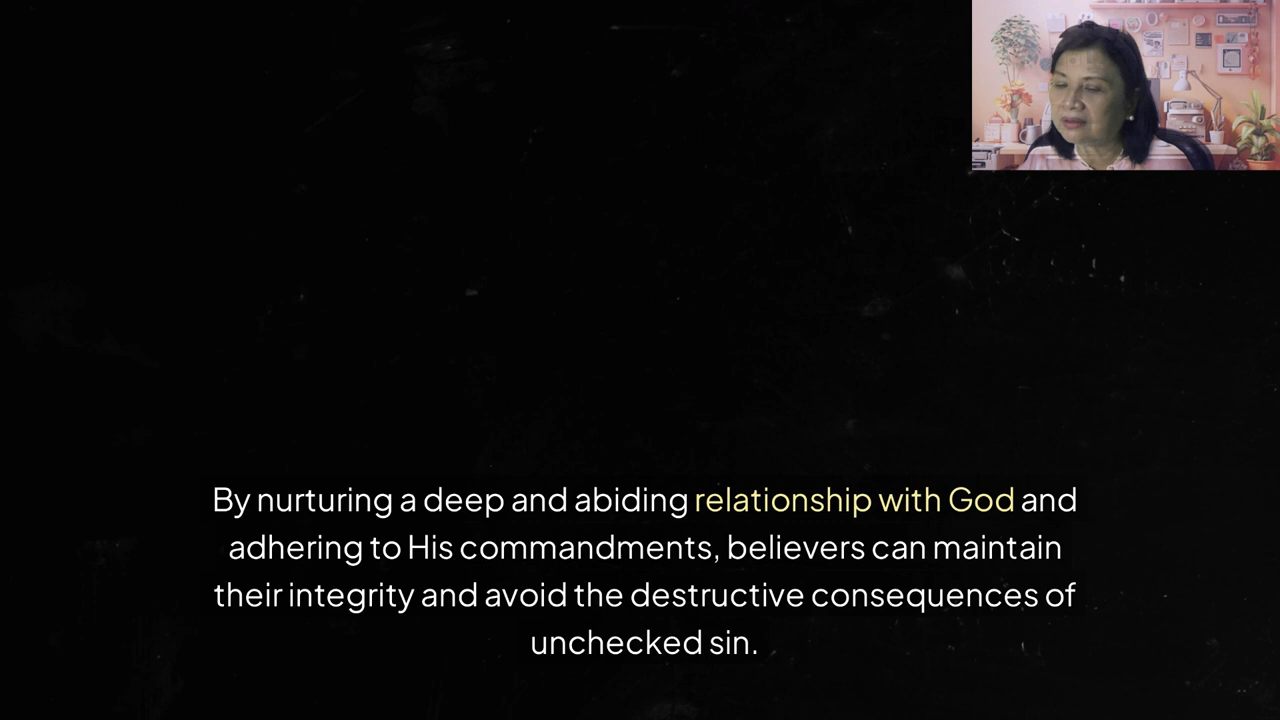 By nurturing a deep and abiding relationship with God and
adhering to His commandments, believers can maintain
their integrity and avoid the destructive consequences of
unchecked sin.